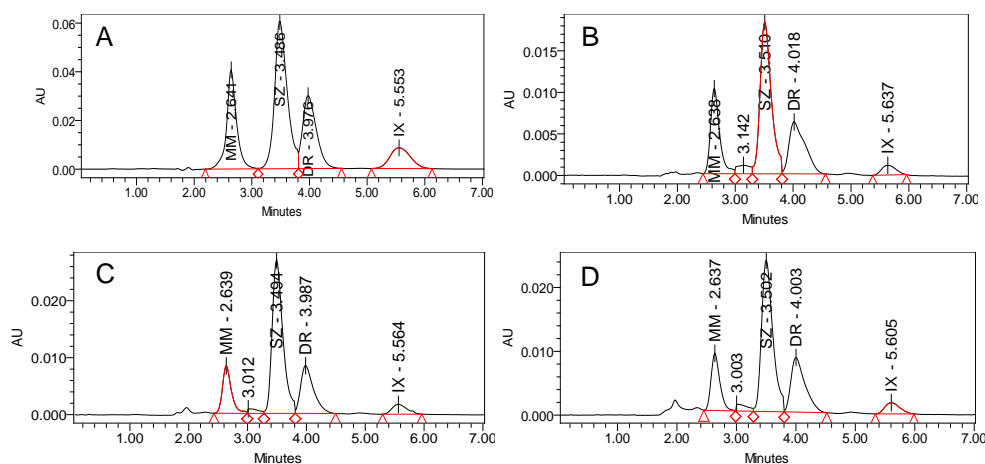 A
AU
0.06
0.04
0.02
0.00
MM - 2.641
SZ - 3.486
DR - 3.976
IX - 5.553
1.00 2.00 3.00 4.00 5.00 6.00 7.00
Minutes
B
AU
0.015
0.010
0.005
0.000
MM - 2.638
3.142
SZ - 3.510
DR - 4.018
IX - 5.637
1.00 2.00 3.00 4.00 5.00 6.00 7.00
Minutes
C
AU
0.020
0.010
0.000
MM - 2.639
3.012
SZ - 3.494
DR - 3.987
IX - 5.564
1.00 2.00 3.00 4.00 5.00 6.00 7.00
Minutes
D
AU
0.020
0.010
0.000
MM - 2.637
3.003
SZ - 3.502
DR - 4.003
IX - 5.605
1.00 2.00 3.00 4.00 5.00 6.00 7.00
Minutes